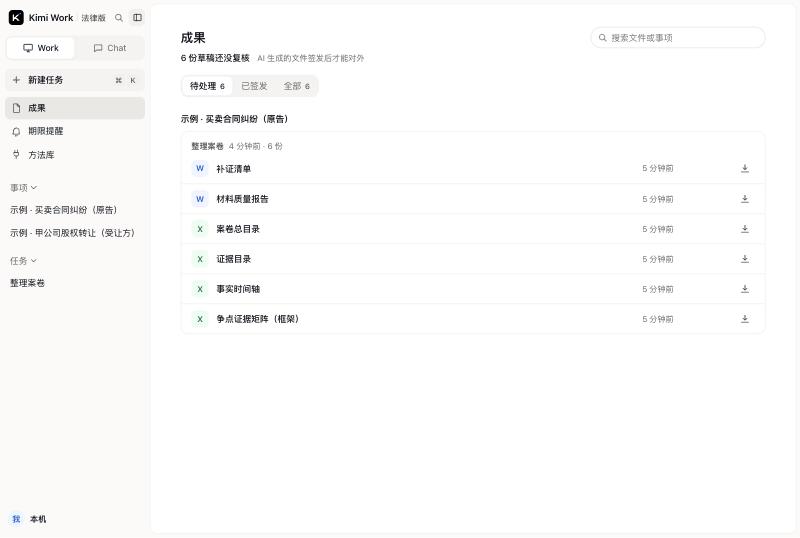 Kimi Work 法律版
Work
Chat
新建任务 ⌘ K
成果
期限提醒
方法库
事项
示例 · 买卖合同纠纷（原告）
示例 · 甲公司股权转让（受让方）
任务
整理案卷
我 本机
成果
搜索文件或事项
6 份草稿还没复核 · AI 生成的文件签发后才能对外
待处理 6 已签发 全部 6
示例 · 买卖合同纠纷（原告）
整理案卷 4 分钟前 · 6 份
W 补证清单 5 分钟前
W 材料质量报告 5 分钟前
X 案卷总目录 5 分钟前
X 证据目录 5 分钟前
X 事实时间轴 5 分钟前
X 争点证据矩阵（框架） 5 分钟前